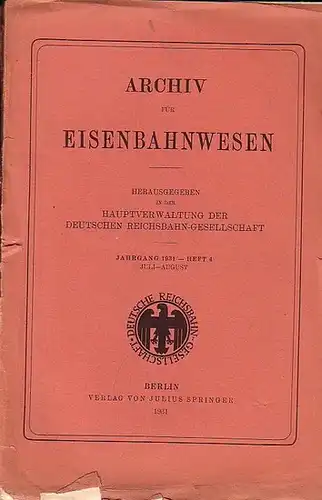 ARCHIV
FÜR
EISENBAHNWESEN
HERAUSGEGEBEN
IN DER
HAUPTVERWALTUNG DER
DEUTSCHEN REICHSBAHN-GESELLSCHAFT
JAHRGANG 1931 — HEFT 4
JULI—AUGUST
DEUTSCHE REICHSBAHN-GESELLSCHAFT
BERLIN
VERLAG VON JULIUS SPRINGER
1931